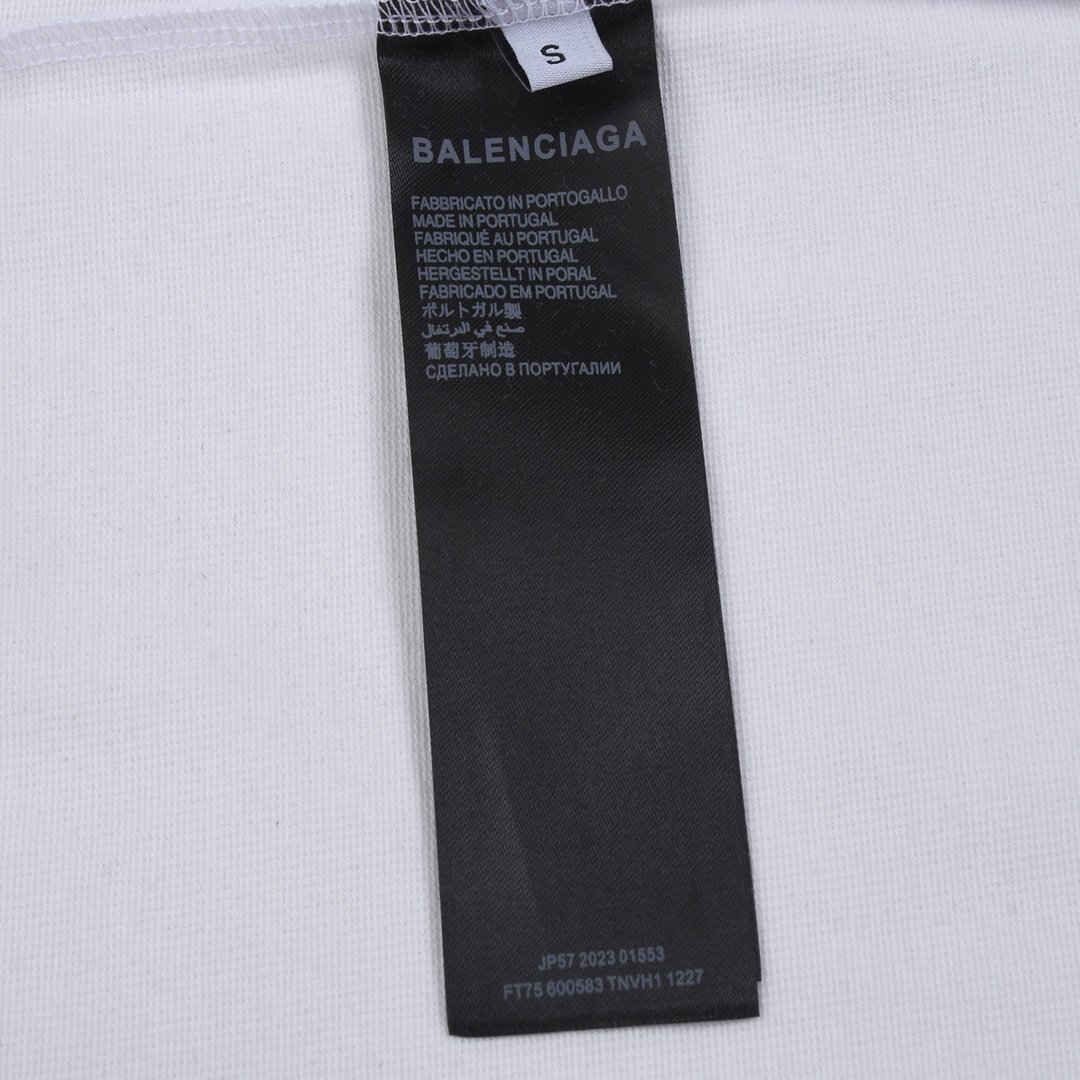 S
BALENCIAGA
FABBRICATO IN PORTOGALLO
MADE IN PORTUGAL
FABRIQUÉ AU PORTUGAL
HECHO EN PORTUGAL
HERGESTELLT IN PORAL
FABRICADO EM PORTUGAL
ポルトガル製
صنع في البرتغال
葡萄牙制造
СДЕЛАНО В ПОРТУГАЛИИ
JP57 2023 01553
FT75 600583 TNVH1 1227